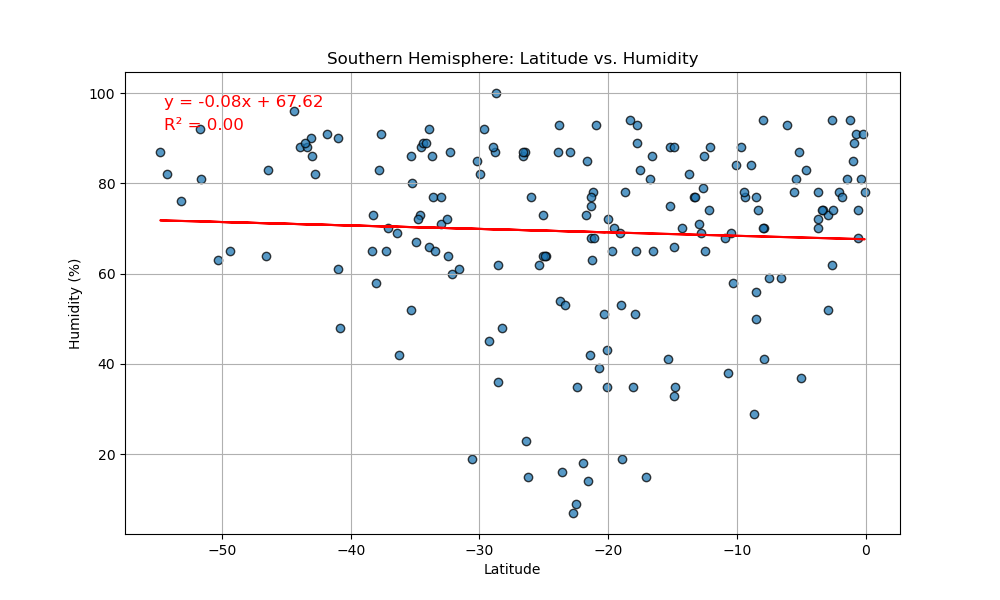 Southern Hemisphere: Latitude vs. Humidity
y = -0.08x + 67.62
R² = 0.00
Humidity (%)
100
80
60
40
20
−50 −40 −30 −20 −10 0
Latitude